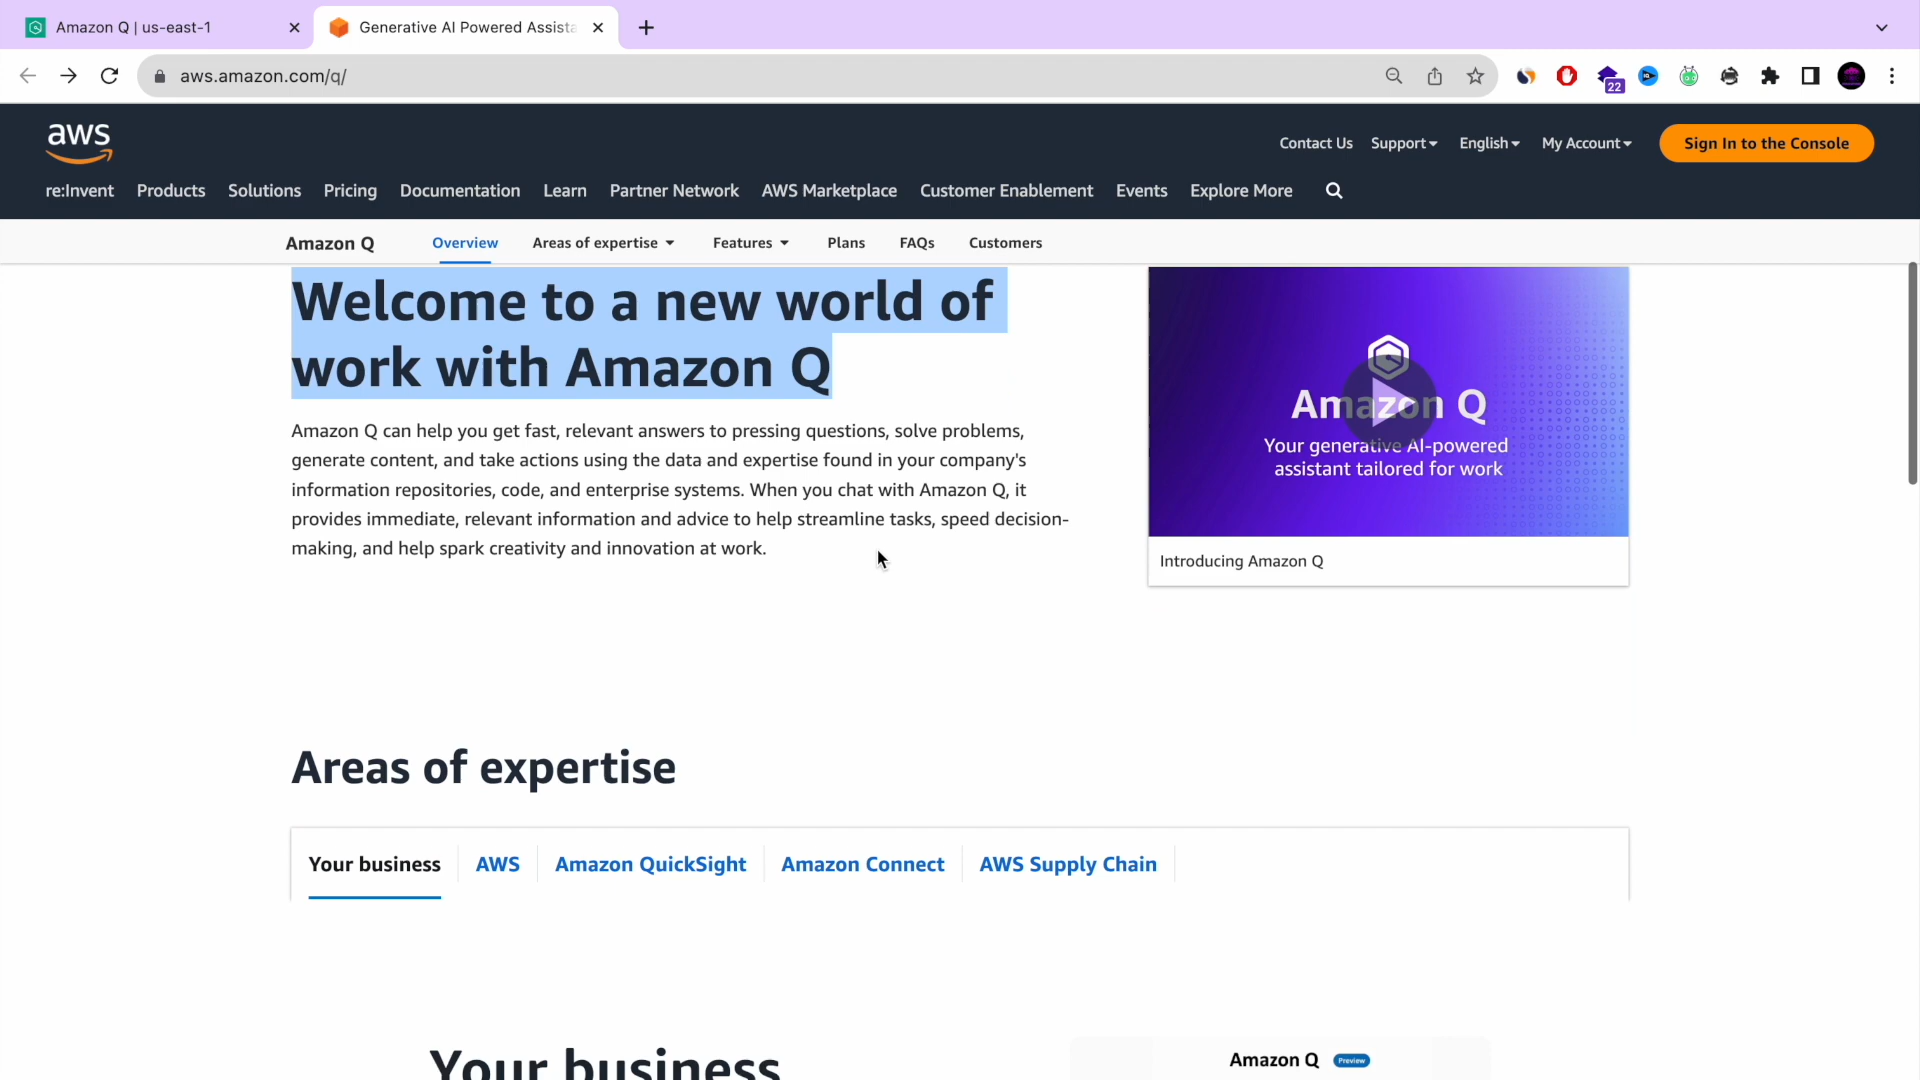 Amazon Q | us-east-1
Generative AI Powered Assista
aws.amazon.com/q/
22
aws
Contact Us Support English My Account Sign In to the Console
re:Invent Products Solutions Pricing Documentation Learn Partner Network AWS Marketplace Customer Enablement Events Explore More
Amazon Q Overview Areas of expertise Features Plans FAQs Customers
Welcome to a new world of
work with Amazon Q
Amazon Q can help you get fast, relevant answers to pressing questions, solve problems,
generate content, and take actions using the data and expertise found in your company's
information repositories, code, and enterprise systems. When you chat with Amazon Q, it
provides immediate, relevant information and advice to help streamline tasks, speed decision-
making, and help spark creativity and innovation at work.
Amazon Q
Your generative AI-powered
assistant tailored for work
Introducing Amazon Q
Areas of expertise
Your business AWS Amazon QuickSight Amazon Connect AWS Supply Chain
Your business
Amazon Q Preview